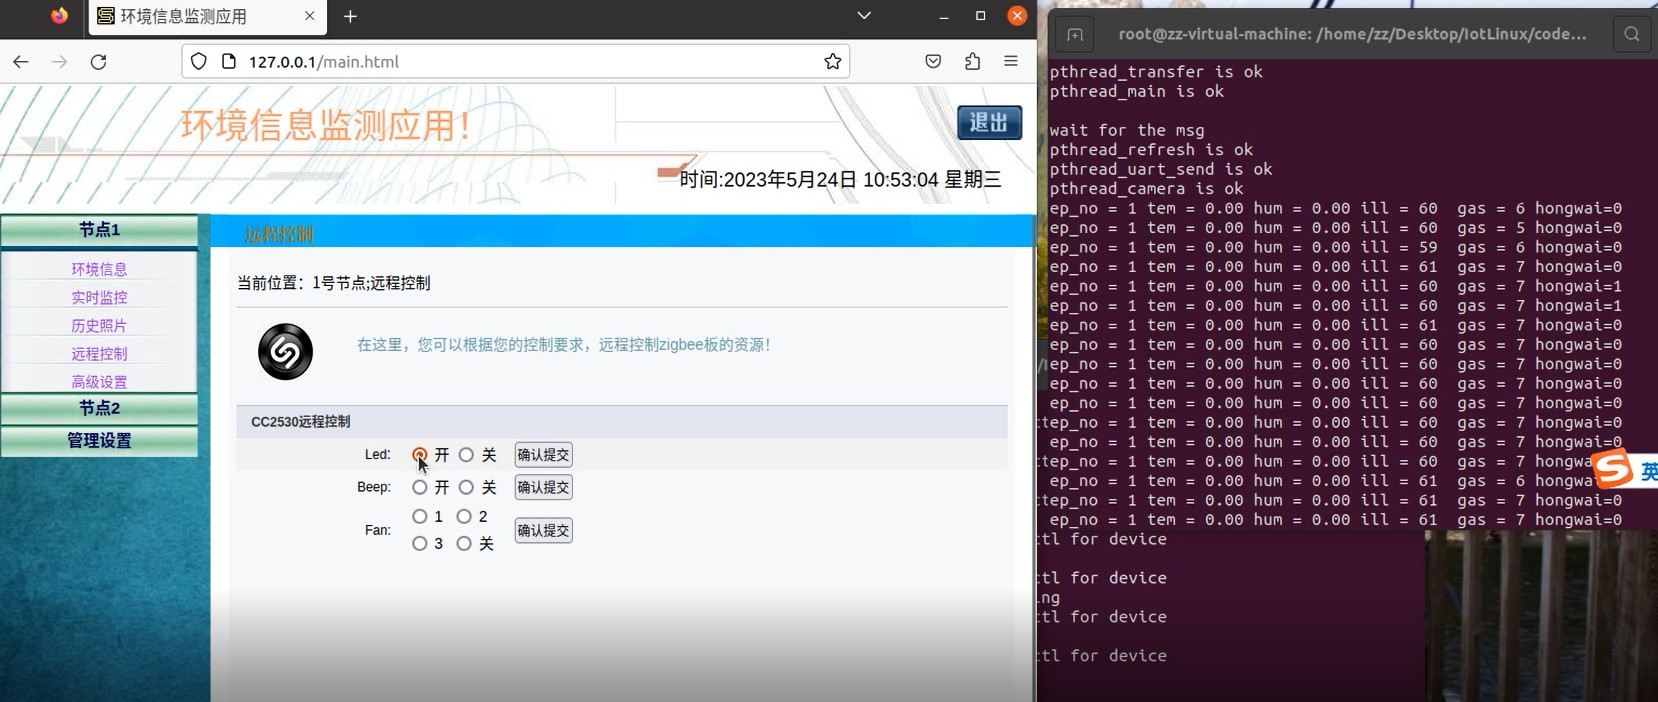 环境信息监测应用
127.0.0.1/main.html
环境信息监测应用！
退出
时间:2023年5月24日 10:53:04 星期三
节点1
环境信息
实时监控
历史照片
远程控制
高级设置
节点2
管理设置
远程控制
当前位置：1号节点;远程控制
在这里，您可以根据您的控制要求，远程控制zigbee板的资源！
CC2530远程控制
Led: 开 关 确认提交
Beep: 开 关 确认提交
Fan: 1 2 3 关 确认提交
root@zz-virtual-machine: /home/zz/Desktop/IotLinux/code...
pthread_transfer is ok
pthread_main is ok
wait for the msg
pthread_refresh is ok
pthread_uart_send is ok
pthread_camera is ok
ep_no = 1 tem = 0.00 hum = 0.00 ill = 60 gas = 6 hongwai=0
ep_no = 1 tem = 0.00 hum = 0.00 ill = 60 gas = 5 hongwai=0
ep_no = 1 tem = 0.00 hum = 0.00 ill = 59 gas = 6 hongwai=0
ep_no = 1 tem = 0.00 hum = 0.00 ill = 61 gas = 7 hongwai=0
ep_no = 1 tem = 0.00 hum = 0.00 ill = 60 gas = 7 hongwai=1
ep_no = 1 tem = 0.00 hum = 0.00 ill = 60 gas = 7 hongwai=1
ep_no = 1 tem = 0.00 hum = 0.00 ill = 61 gas = 7 hongwai=0
ep_no = 1 tem = 0.00 hum = 0.00 ill = 60 gas = 7 hongwai=0
ep_no = 1 tem = 0.00 hum = 0.00 ill = 60 gas = 7 hongwai=0
ep_no = 1 tem = 0.00 hum = 0.00 ill = 60 gas = 7 hongwai=0
ep_no = 1 tem = 0.00 hum = 0.00 ill = 60 gas = 7 hongwai=0
ep_no = 1 tem = 0.00 hum = 0.00 ill = 60 gas = 7 hongwai=0
ep_no = 1 tem = 0.00 hum = 0.00 ill = 60 gas = 7 hongwai=0
ep_no = 1 tem = 0.00 hum = 0.00 ill = 60 gas = 7 hongwa
ep_no = 1 tem = 0.00 hum = 0.00 ill = 61 gas = 6 hongwa
ep_no = 1 tem = 0.00 hum = 0.00 ill = 61 gas = 7 hongwai=0
ep_no = 1 tem = 0.00 hum = 0.00 ill = 61 gas = 7 hongwai=0
英
tl for device
tl for device
ng
tl for device
tl for device